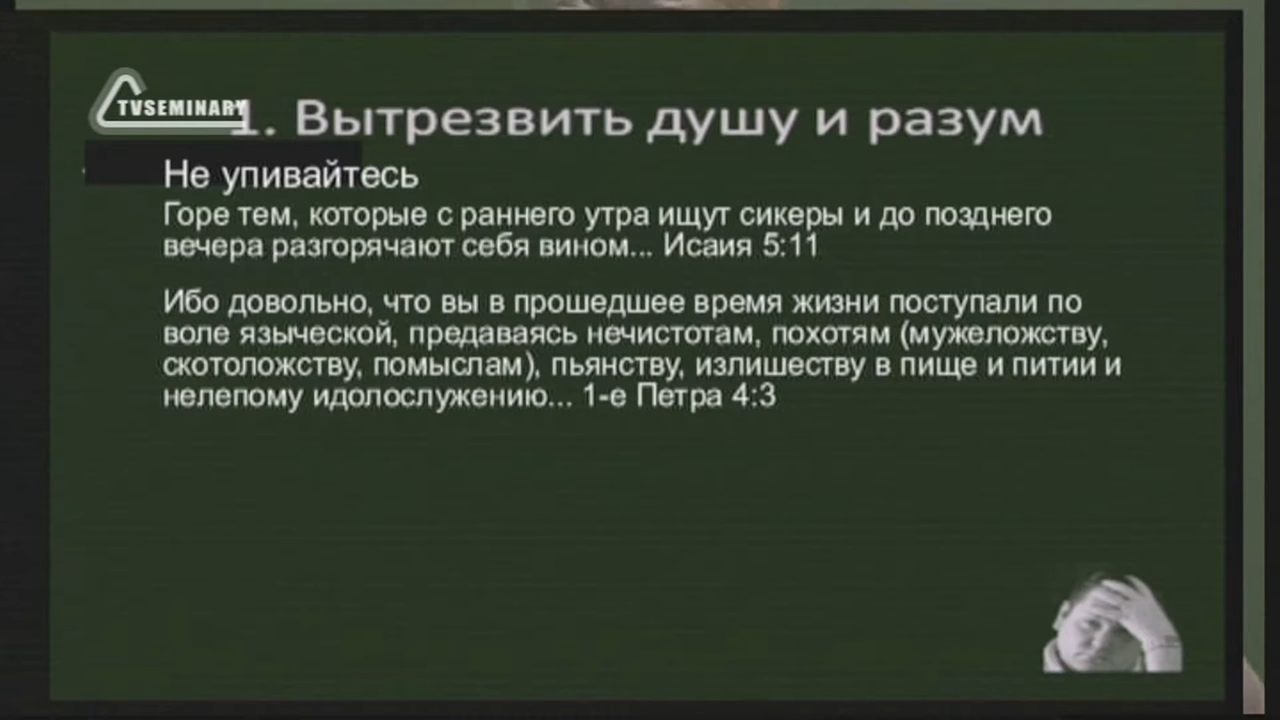 TVSEMINARY
1. Вытрезвить душу и разум
Не упивайтесь
Горе тем, которые с раннего утра ищут сикеры и до позднего
вечера разгорячают себя вином... Исаия 5:11
Ибо довольно, что вы в прошедшее время жизни поступали по
воле языческой, предаваясь нечистотам, похотям (мужеложству,
скотоложству, помыслам), пьянству, излишеству в пище и питии и
нелепому идолослужению... 1-е Петра 4:3